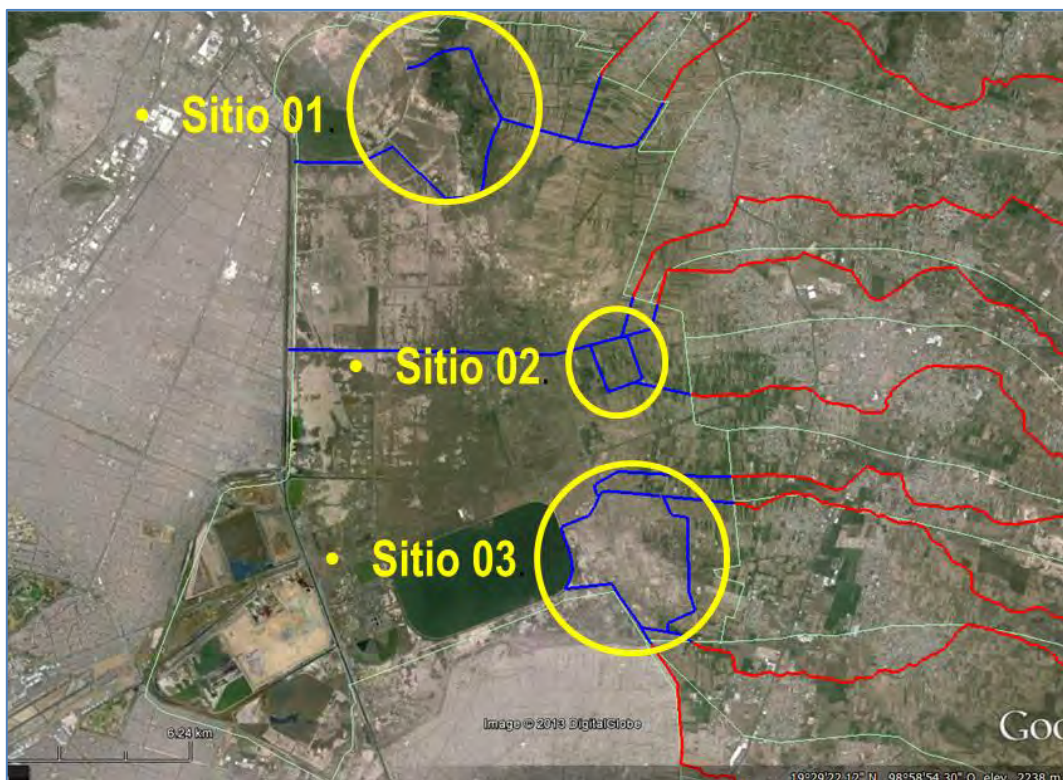 • Sitio 01
• Sitio 02
• Sitio 03
6.24 km
Image © 2013 DigitalGlobe
Goo
19°29'22.12" N 98°58'54.30" O elev 2238 m